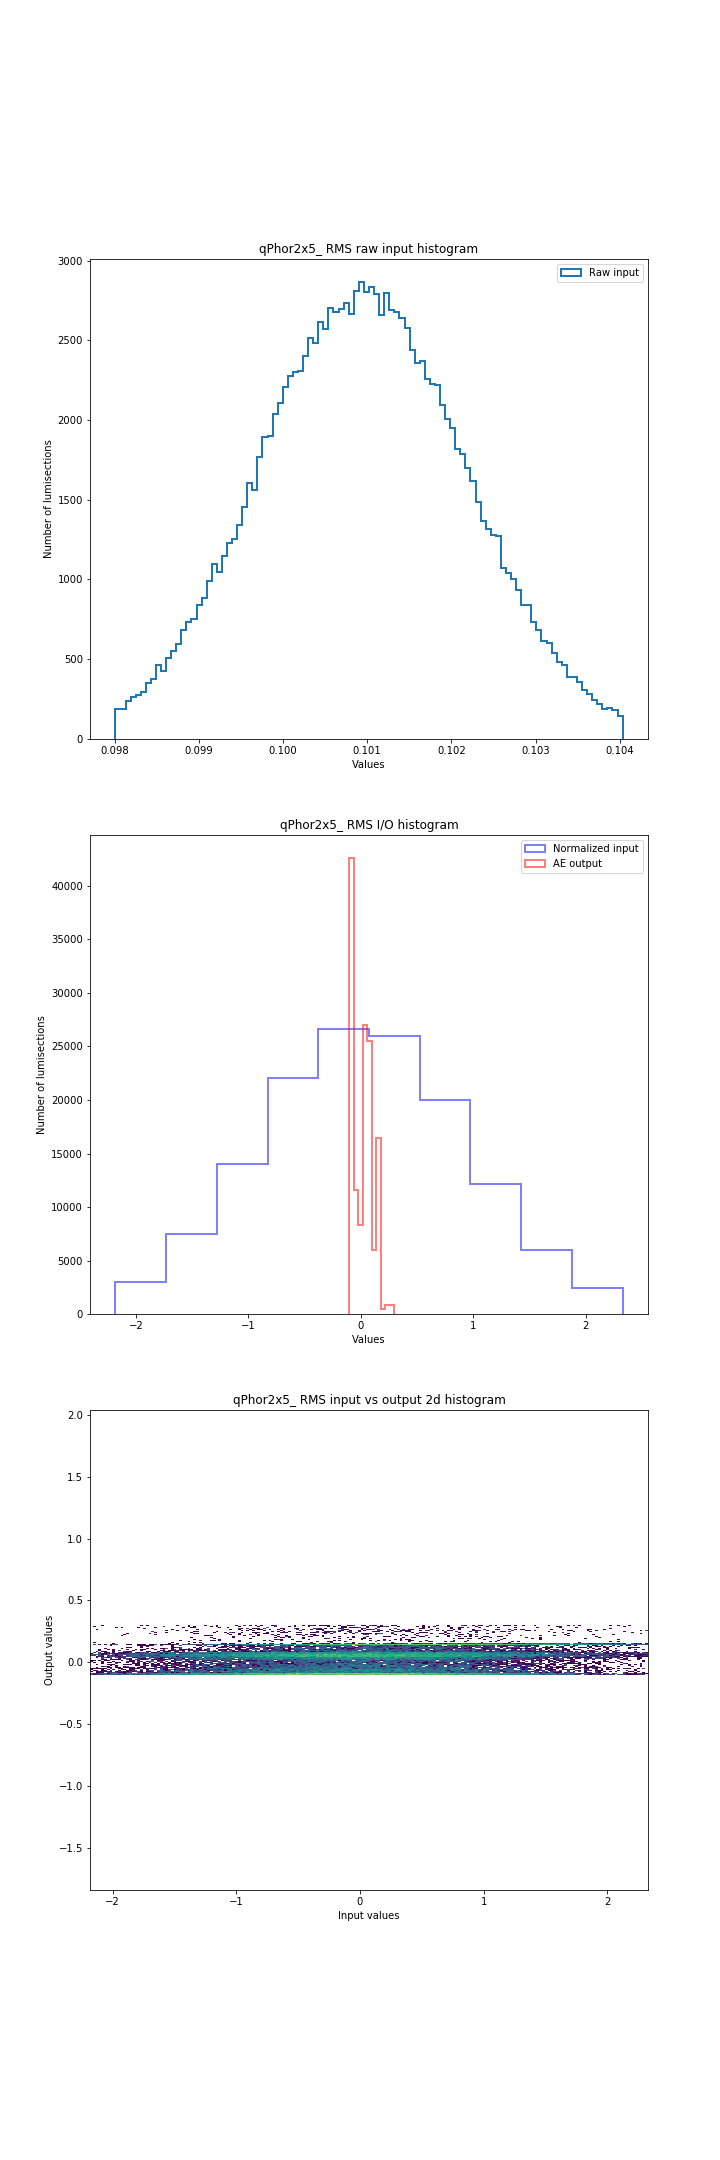 qPhor2x5_ RMS raw input histogram
3000
2500
2000
1500
1000
500
0
Number of lumisections
Raw input
0.098 0.099 0.100 0.101 0.102 0.103 0.104
Values
qPhor2x5_ RMS I/O histogram
40000
35000
30000
25000
20000
15000
10000
5000
0
Number of lumisections
Normalized input
AE output
−2 −1 0 1 2
Values
qPhor2x5_ RMS input vs output 2d histogram
2.0
1.5
1.0
0.5
0.0
−0.5
−1.0
−1.5
Output values
−2 −1 0 1 2
Input values